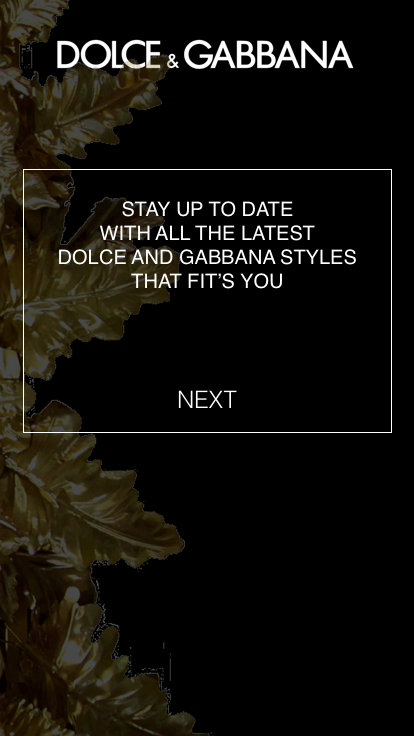 DOLCE & GABBANA
STAY UP TO DATE
WITH ALL THE LATEST
DOLCE AND GABBANA STYLES
THAT FIT’S YOU
NEXT